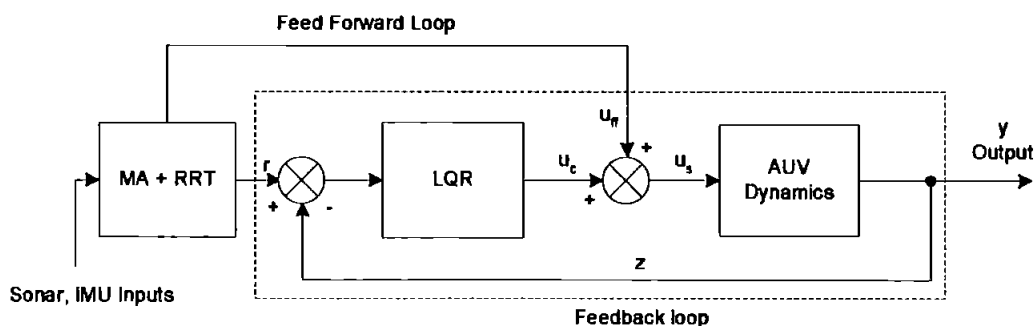 Feed Forward Loop
u_ff
+
MA + RRT
r
+
-
LQR
u_c
+
u_s
AUV
Dynamics
y
Output
z
Sonar, IMU Inputs
Feedback loop